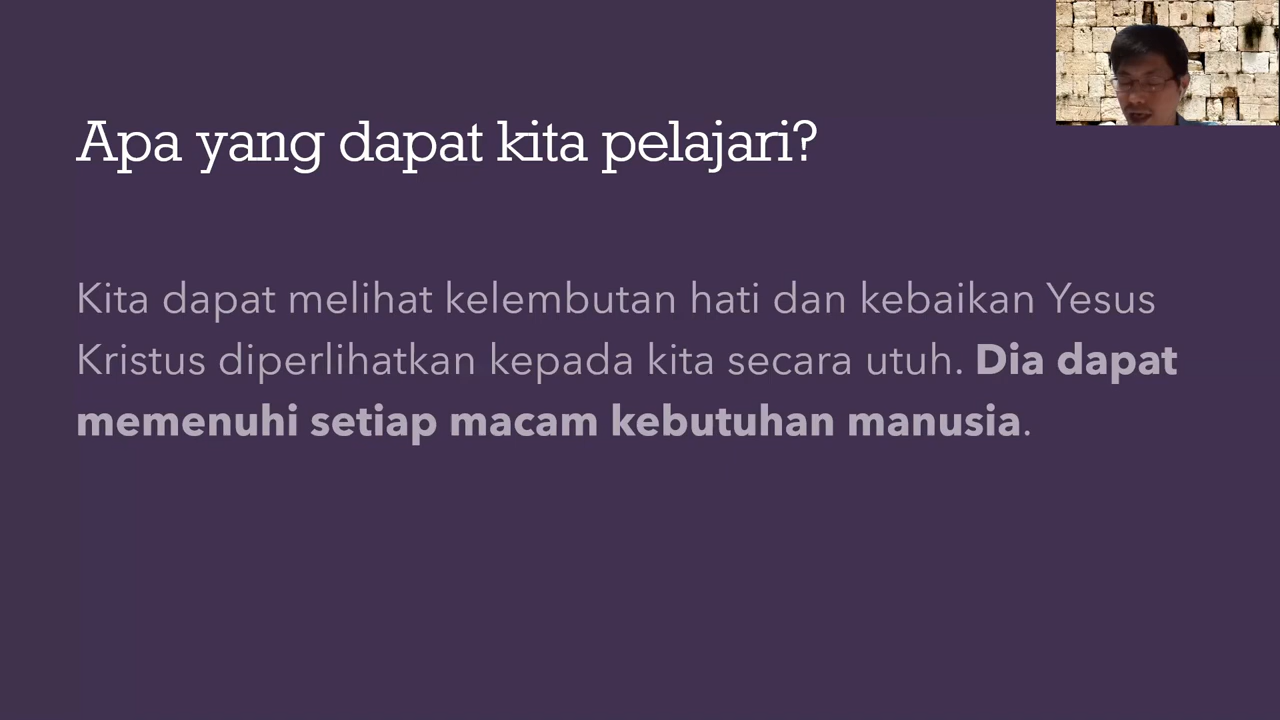 Apa yang dapat kita pelajari?
Kita dapat melihat kelembutan hati dan kebaikan Yesus
Kristus diperlihatkan kepada kita secara utuh. Dia dapat
memenuhi setiap macam kebutuhan manusia.